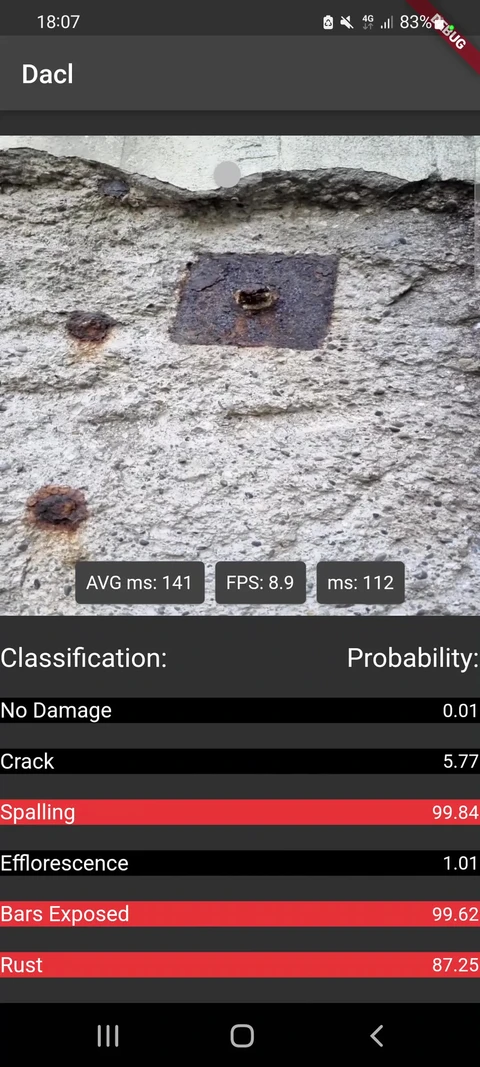 18:07 4G 83%
DEBUG
Dacl
AVG ms: 141 FPS: 8.9 ms: 112
Classification: Probability:
No Damage 0.01
Crack 5.77
Spalling 99.84
Efflorescence 1.01
Bars Exposed 99.62
Rust 87.25